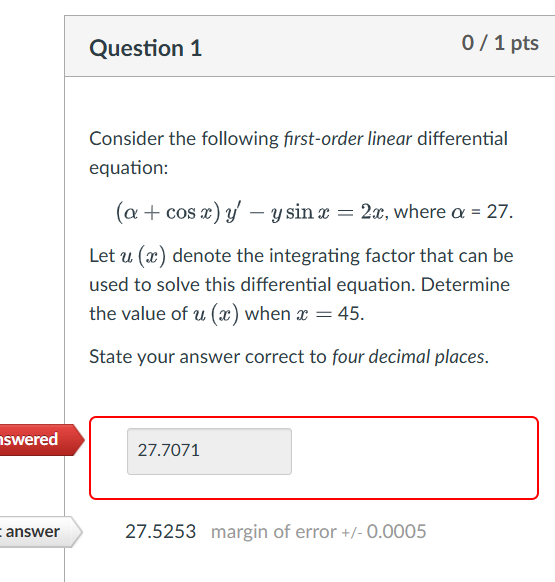 Question 1
0 / 1 pts
Consider the following first-order linear differential
equation:
(α + cos x) y′ − y sin x = 2x, where α = 27.
Let u (x) denote the integrating factor that can be
used to solve this differential equation. Determine
the value of u (x) when x = 45.
State your answer correct to four decimal places.
nswered
27.7071
answer
27.5253 margin of error +/- 0.0005